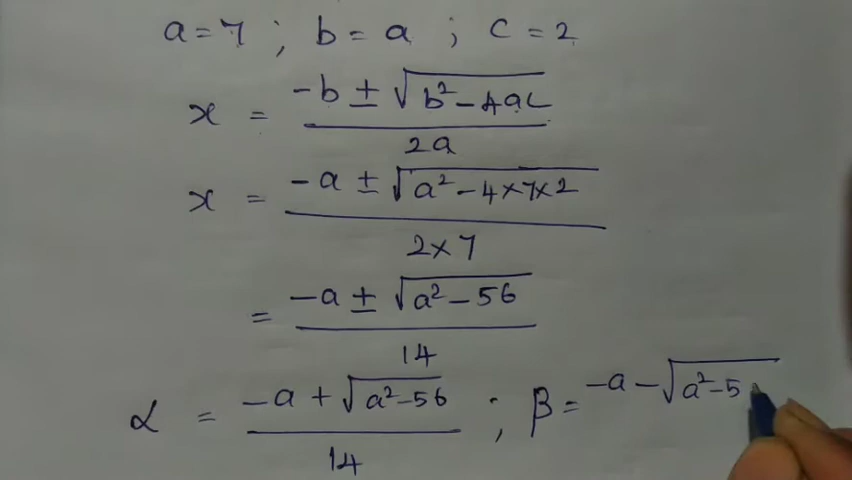 a = 7 ; b = a ; c = 2
x = (-b ± √(b² - 4ac)) / 2a
x = (-a ± √(a² - 4×7×2)) / 2×7
= (-a ± √(a² - 56)) / 14
α = (-a + √(a² - 56)) / 14 ; β = -a - √(a² - 5